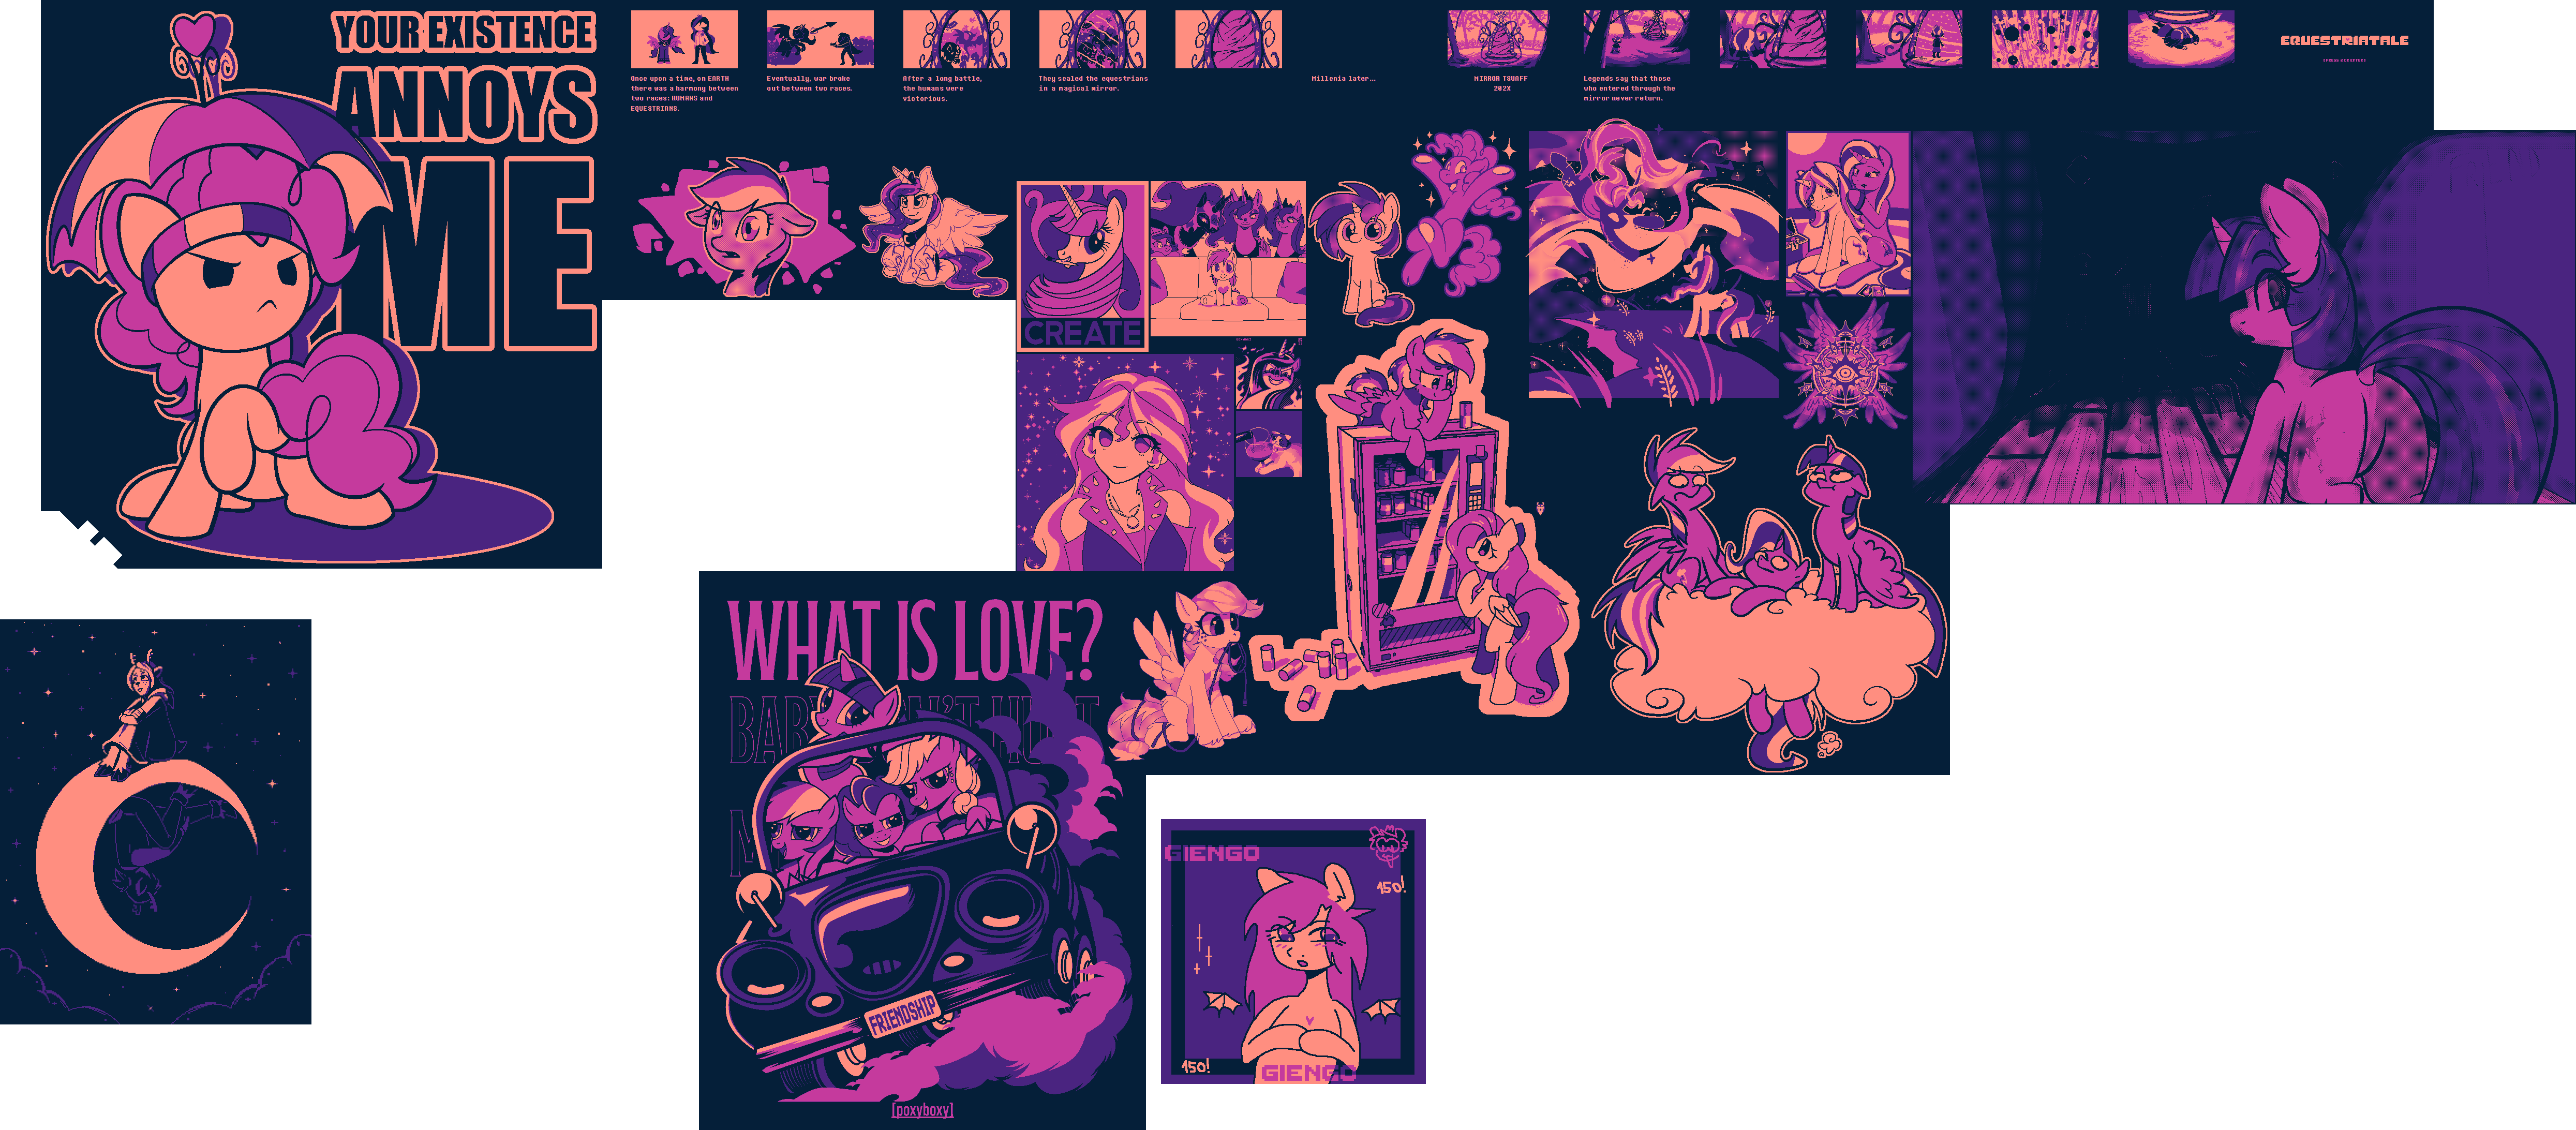 YOUR EXISTENCE
ANNOYS
ME
Once upon a time, on EARTH
there was a harmony between
two races: HUMANS and
EQUESTRIANS.
Eventually, war broke
out between two races.
After a long battle,
the humans were
victorious.
They sealed the equestrians
in a magical mirror.
Millenia later...
MIRROR TSURFF
202X
Legends say that those
who entered through the
mirror never return.
EQUESTRIATALE
CREATE
WHAT IS LOVE?
FRIENDSHIP
[poxyboxy]
GIENGO
150!
150!
GIENGO